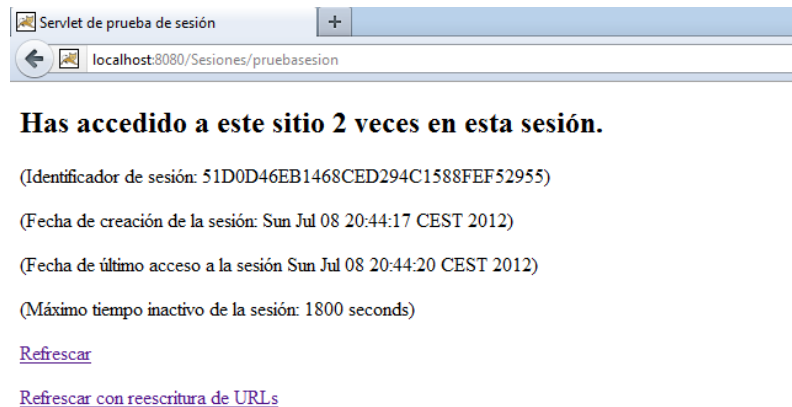 Servlet de prueba de sesión
localhost:8080/Sesiones/pruebasesion
Has accedido a este sitio 2 veces en esta sesión.
(Identificador de sesión: 51D0D46EB1468CED294C1588FEF52955)
(Fecha de creación de la sesión: Sun Jul 08 20:44:17 CEST 2012)
(Fecha de último acceso a la sesión Sun Jul 08 20:44:20 CEST 2012)
(Máximo tiempo inactivo de la sesión: 1800 seconds)
Refrescar
Refrescar con reescritura de URLs